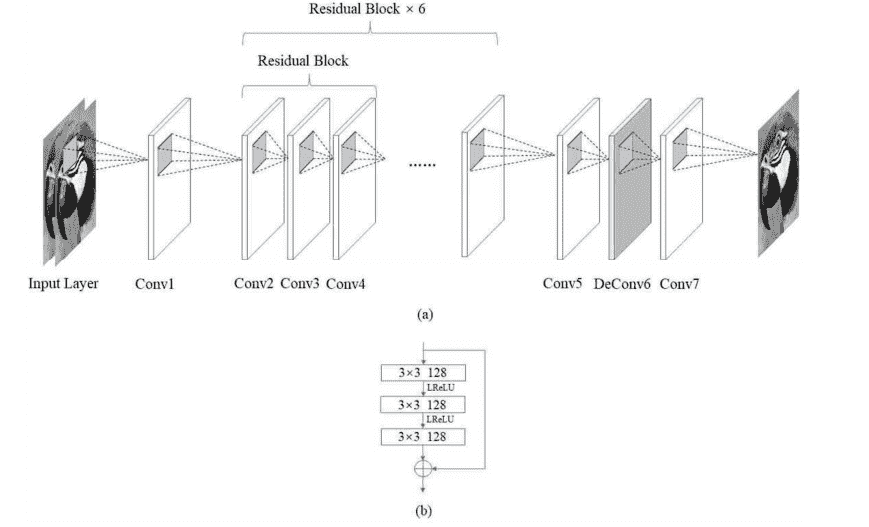 Residual Block × 6
Residual Block
......
Input Layer Conv1 Conv2 Conv3 Conv4 Conv5 DeConv6 Conv7
(a)
3×3 128
LReLU
3×3 128
LReLU
3×3 128
(b)